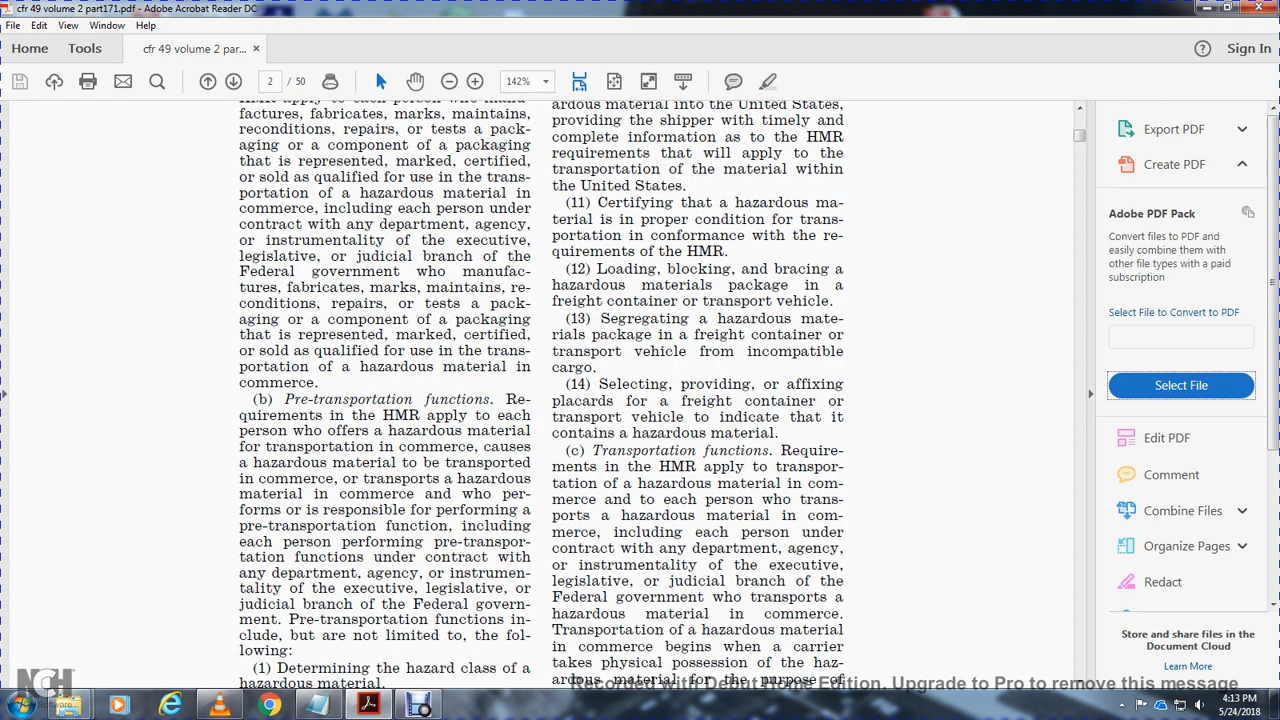 cfr 49 volume 2 part171.pdf - Adobe Acrobat Reader DC
File Edit View Window Help
Home Tools cfr 49 volume 2 par... × Sign In
2 / 50 142%
HMR apply to each person who manu-
factures, fabricates, marks, maintains,
reconditions, repairs, or tests a pack-
aging or a component of a packaging
that is represented, marked, certified,
or sold as qualified for use in the trans-
portation of a hazardous material in
commerce, including each person under
contract with any department, agency,
or instrumentality of the executive,
legislative, or judicial branch of the
Federal government who manufac-
tures, fabricates, marks, maintains, re-
conditions, repairs, or tests a pack-
aging or a component of a packaging
that is represented, marked, certified,
or sold as qualified for use in the trans-
portation of a hazardous material in
commerce.
(b) Pre-transportation functions. Re-
quirements in the HMR apply to each
person who offers a hazardous material
for transportation in commerce, causes
a hazardous material to be transported
in commerce, or transports a hazardous
material in commerce and who per-
forms or is responsible for performing a
pre-transportation function, including
each person performing pre-transpor-
tation functions under contract with
any department, agency, or instrumen-
tality of the executive, legislative, or
judicial branch of the Federal govern-
ment. Pre-transportation functions in-
clude, but are not limited to, the fol-
lowing:
(1) Determining the hazard class of a
hazardous material.
ardous material into the United States,
providing the shipper with timely and
complete information as to the HMR
requirements that will apply to the
transportation of the material within
the United States.
(11) Certifying that a hazardous ma-
terial is in proper condition for trans-
portation in conformance with the re-
quirements of the HMR.
(12) Loading, blocking, and bracing a
hazardous materials package in a
freight container or transport vehicle.
(13) Segregating a hazardous mate-
rials package in a freight container or
transport vehicle from incompatible
cargo.
(14) Selecting, providing, or affixing
placards for a freight container or
transport vehicle to indicate that it
contains a hazardous material.
(c) Transportation functions. Require-
ments in the HMR apply to transpor-
tation of a hazardous material in com-
merce and to each person who trans-
ports a hazardous material in com-
merce, including each person under
contract with any department, agency,
or instrumentality of the executive,
legislative, or judicial branch of the
Federal government who transports a
hazardous material in commerce.
Transportation of a hazardous material
in commerce begins when a carrier
takes physical possession of the haz-
ardous material for the purpose of
Export PDF
Create PDF
Adobe PDF Pack
Convert files to PDF and
easily combine them with
other file types with a paid
subscription
Select File to Convert to PDF
Select File
Edit PDF
Comment
Combine Files
Organize Pages
Redact
Store and share files in the
Document Cloud
Learn More
NCH Software
Recorded with Debut Home Edition. Upgrade to Pro to remove this message
4:13 PM
5/24/2018